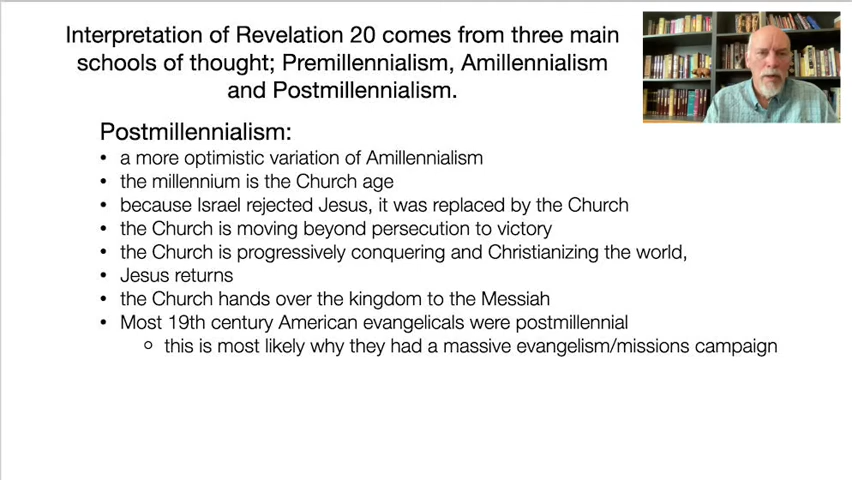 Interpretation of Revelation 20 comes from three main
schools of thought; Premillennialism, Amillennialism
and Postmillennialism.
Postmillennialism:
• a more optimistic variation of Amillennialism
• the millennium is the Church age
• because Israel rejected Jesus, it was replaced by the Church
• the Church is moving beyond persecution to victory
• the Church is progressively conquering and Christianizing the world,
• Jesus returns
• the Church hands over the kingdom to the Messiah
• Most 19th century American evangelicals were postmillennial
○ this is most likely why they had a massive evangelism/missions campaign